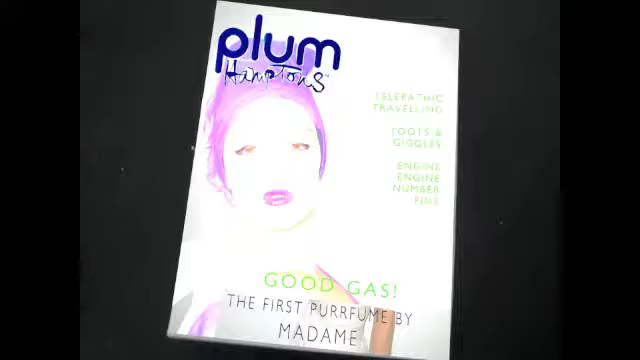 plum
Hamptons
TELEPATHIC
TRAVELLING
TOOTS &
GIGGLES
ENGINE
ENGINE
NUMBER
FIVE
GOOD GAS!
THE FIRST PURRFUME BY
MADAME